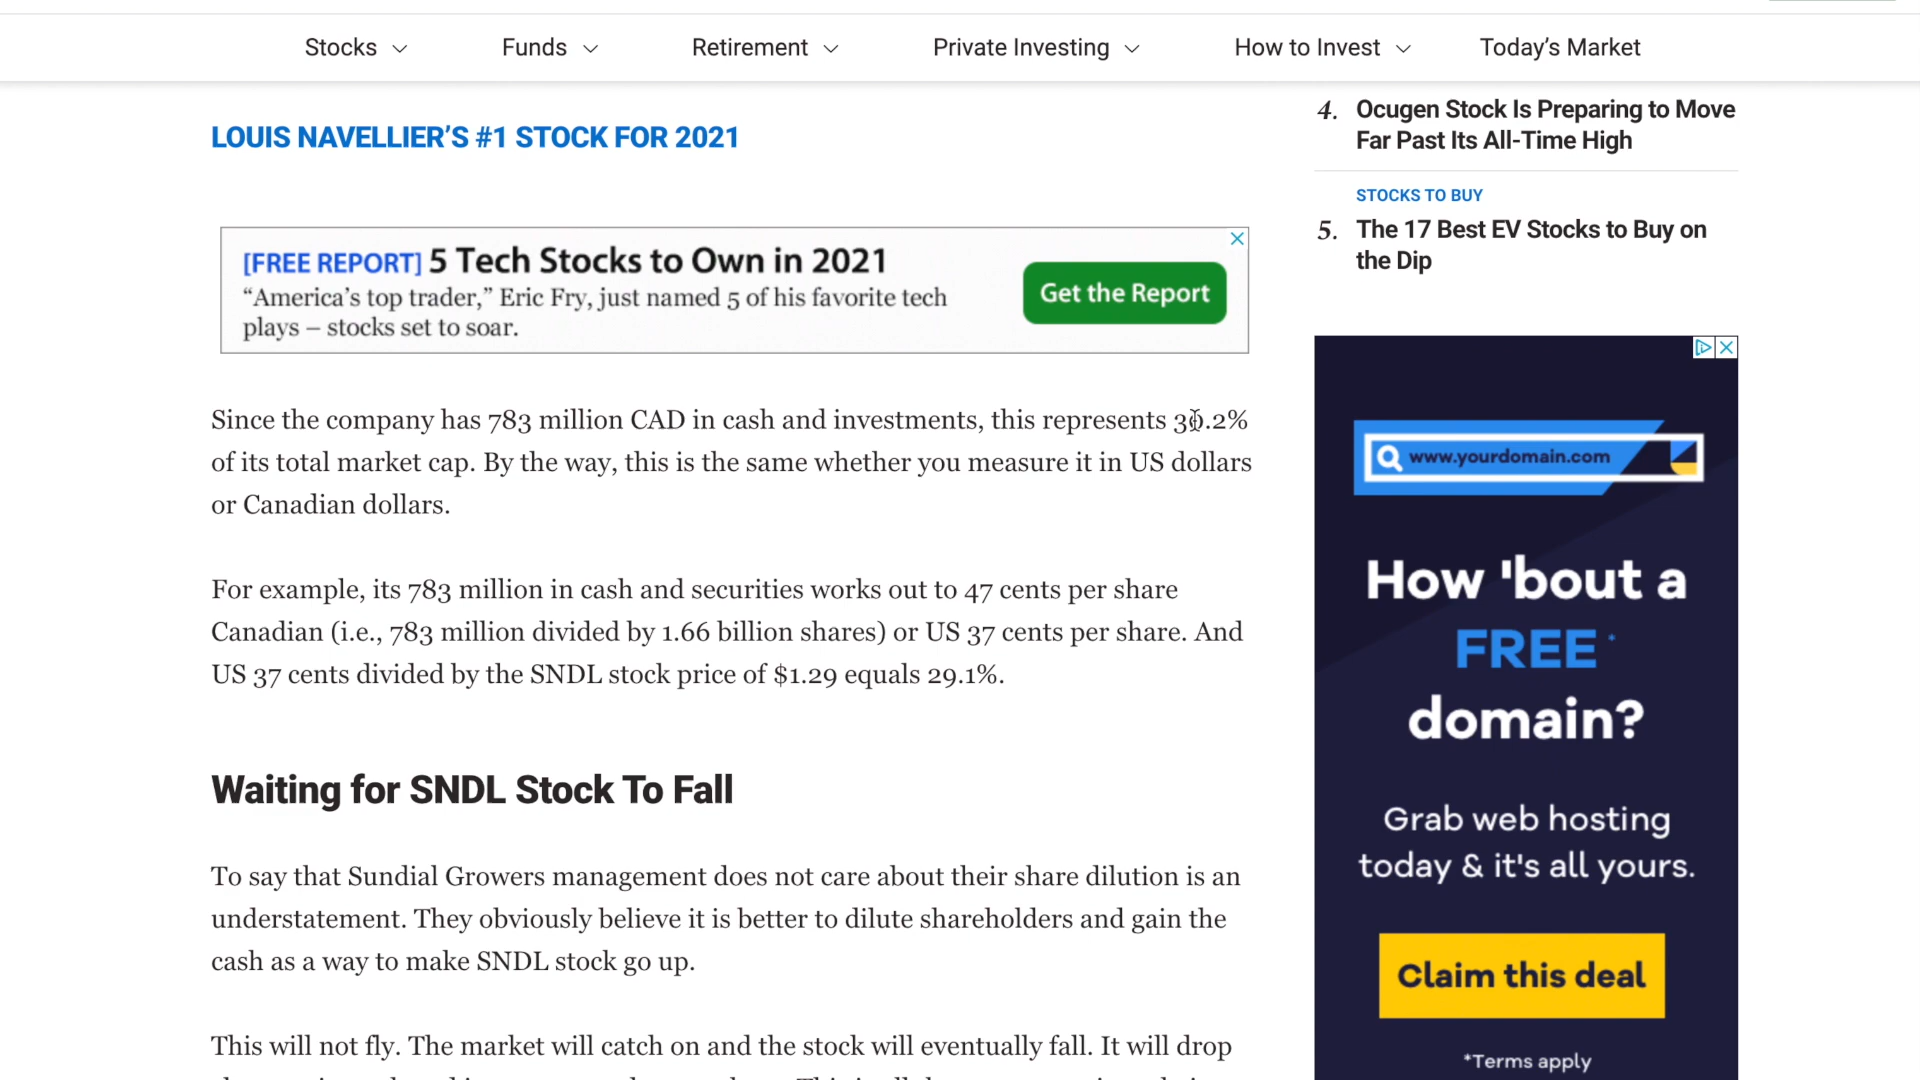 Stocks
Funds
Retirement
Private Investing
How to Invest
Today’s Market
LOUIS NAVELLIER’S #1 STOCK FOR 2021
[FREE REPORT] 5 Tech Stocks to Own in 2021
“America’s top trader,” Eric Fry, just named 5 of his favorite tech
plays – stocks set to soar.
Get the Report
Since the company has 783 million CAD in cash and investments, this represents
of its total market cap. By the way, this is the same whether you measure it in US dollars
or Canadian dollars.
For example, its 783 million in cash and securities works out to 47 cents per share
Canadian (i.e., 783 million divided by 1.66 billion shares) or US 37 cents per share. And
US 37 cents divided by the SNDL stock price of $1.29 equals 29.1%.
Waiting for SNDL Stock To Fall
To say that Sundial Growers management does not care about their share dilution is an
understatement. They obviously believe it is better to dilute shareholders and gain the
cash as a way to make SNDL stock go up.
This will not fly. The market will catch on and the stock will eventually fall. It will drop
4. Ocugen Stock Is Preparing to Move
Far Past Its All-Time High
STOCKS TO BUY
5. The 17 Best EV Stocks to Buy on
the Dip
www.yourdomain.com
How 'bout a
FREE*
domain?
Grab web hosting
today & it's all yours.
Claim this deal
*Terms apply